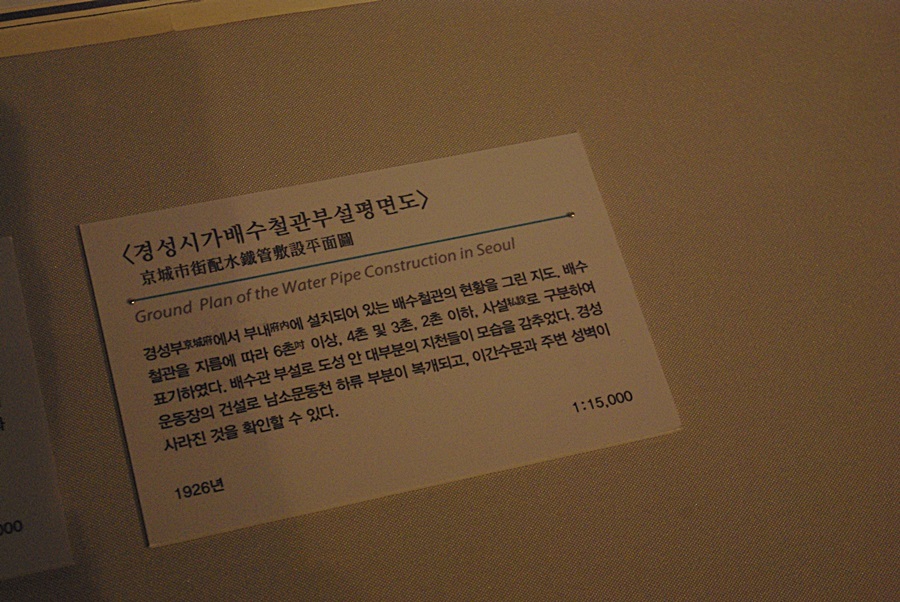 〈경성시가배수철관부설평면도〉
京城市街配水鐵管敷設平面圖
Ground Plan of the Water Pipe Construction in Seoul
경성부京城府에서 부내府內에 설치되어 있는 배수철관의 현황을 그린 지도. 배수
철관을 지름에 따라 6촌吋 이상, 4촌 및 3촌, 2촌 이하, 사설私設로 구분하여
표기하였다. 배수관 부설로 도성 안 대부분의 지천들이 모습을 감추었다. 경성
운동장의 건설로 남소문동천 하류 부분이 복개되고, 이간수문과 주변 성벽이
사라진 것을 확인할 수 있다.
1:15,000
1926년
000